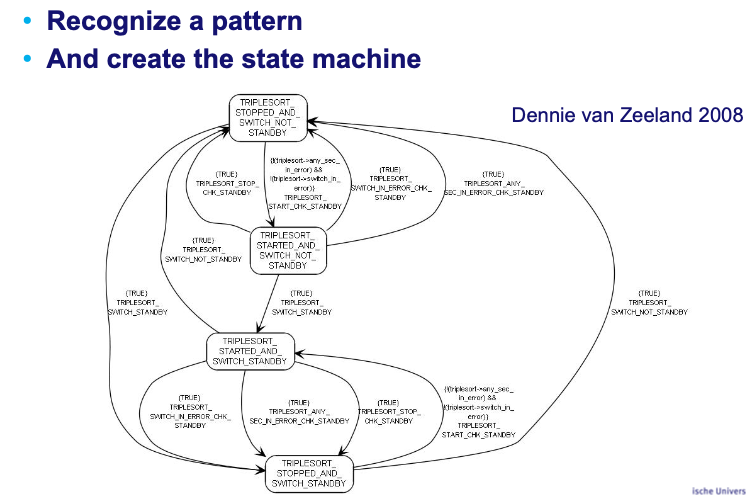 Recognize a pattern
And create the state machine
Dennie van Zeeland 2008
TRIPLESORT_
STOPPED_AND_
SWITCH_NOT_
STANDBY
{TRUE}
TRIPLESORT_STOP_
CHK_STANDBY
{!(triplesort->any_sec_
in_error) &&
!(triplesort->switch_in_
error)}
TRIPLESORT_
START_CHK_STANDBY
{TRUE}
TRIPLESORT_
SWITCH_IN_ERROR_CHK_
STANDBY
{TRUE}
TRIPLESORT_ANY_
SEC_IN_ERROR_CHK_STANDBY
{TRUE}
TRIPLESORT_
SWITCH_NOT_STANDBY
TRIPLESORT_
STARTED_AND_
SWITCH_NOT_
STANDBY
{TRUE}
TRIPLESORT_
SWITCH_STANDBY
{TRUE}
TRIPLESORT_
SWITCH_STANDBY
{TRUE}
TRIPLESORT_
SWITCH_NOT_STANDBY
TRIPLESORT_
STARTED_AND_
SWITCH_STANDBY
{TRUE}
TRIPLESORT_
SWITCH_IN_ERROR_CHK_
STANDBY
{TRUE}
TRIPLESORT_ANY_
SEC_IN_ERROR_CHK_STANDBY
{TRUE}
TRIPLESORT_STOP_
CHK_STANDBY
{!(triplesort->any_sec_
in_error) &&
!(triplesort->switch_in_
error)}
TRIPLESORT_
START_CHK_STANDBY
TRIPLESORT_
STOPPED_AND_
SWITCH_STANDBY
ische Univers